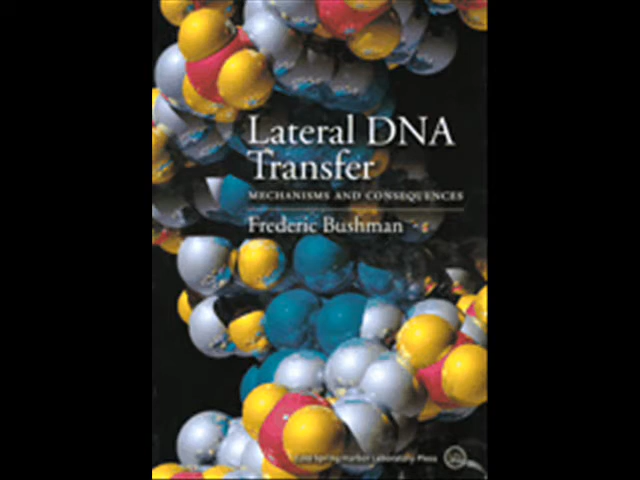 Lateral DNA
Transfer
MECHANISMS AND CONSEQUENCES
Frederic Bushman
Cold Spring Harbor Laboratory Press